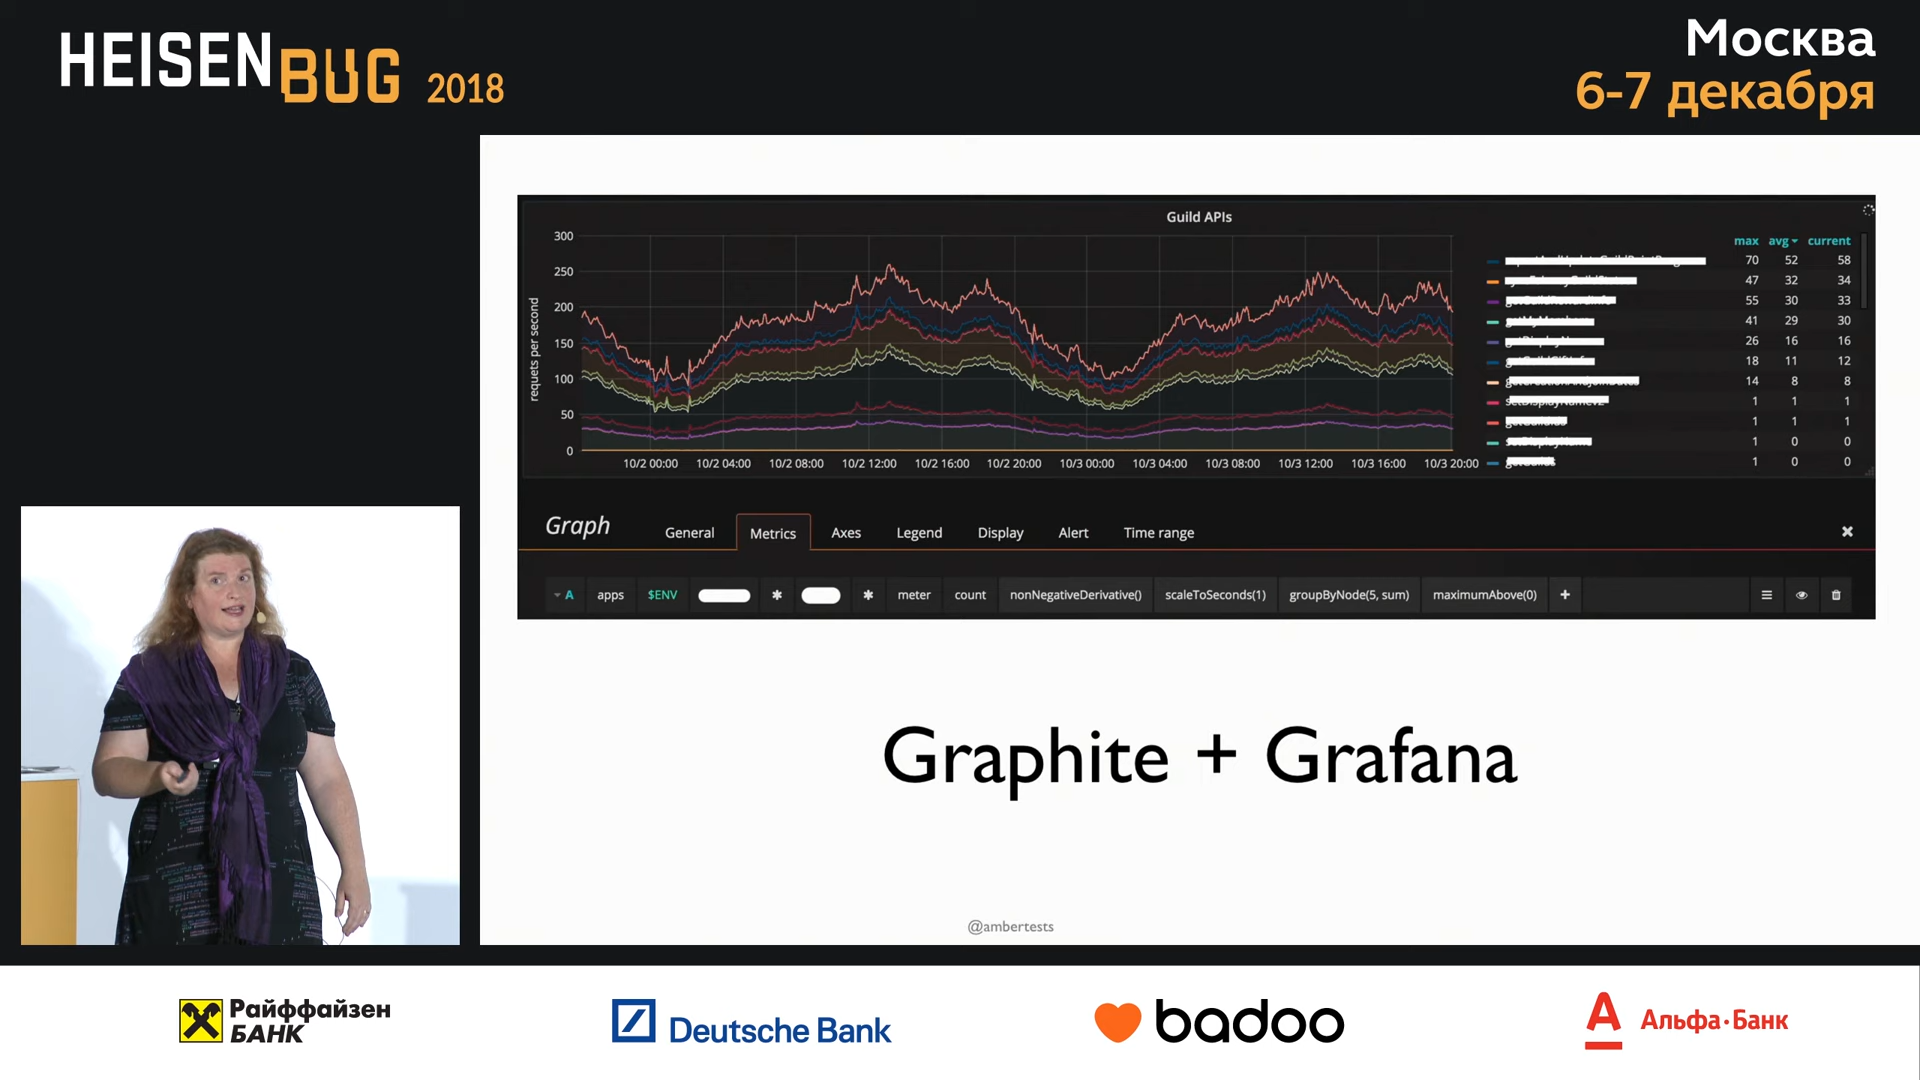 HEISENBUG 2018
Москва
6-7 декабря
Guild APIs
requets per second
300
250
200
150
100
50
0
10/2 00:00 10/2 04:00 10/2 08:00 10/2 12:00 10/2 16:00 10/2 20:00 10/3 00:00 10/3 04:00 10/3 08:00 10/3 12:00 10/3 16:00 10/3 20:00
max avg current
70 52 58
47 32 34
55 30 33
41 29 30
26 16 16
18 11 12
14 8 8
1 1 1
1 1 1
1 0 0
1 0 0
Graph General Metrics Axes Legend Display Alert Time range
A apps $ENV * * meter count nonNegativeDerivative() scaleToSeconds(1) groupByNode(5, sum) maximumAbove(0) +
Graphite + Grafana
@ambertests
Райффайзен
БАНК
Deutsche Bank
badoo
А Альфа·Банк